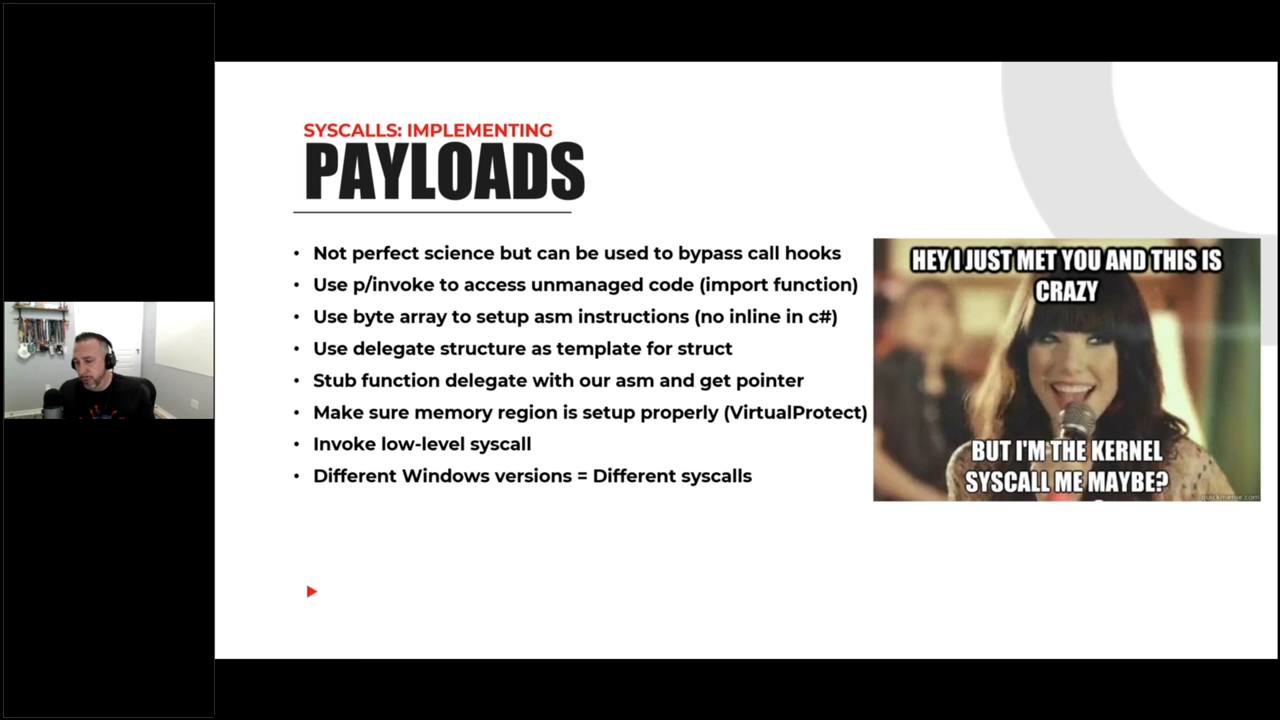 SYSCALLS: IMPLEMENTING
PAYLOADS
• Not perfect science but can be used to bypass call hooks
• Use p/invoke to access unmanaged code (import function)
• Use byte array to setup asm instructions (no inline in c#)
• Use delegate structure as template for struct
• Stub function delegate with our asm and get pointer
• Make sure memory region is setup properly (VirtualProtect)
• Invoke low-level syscall
• Different Windows versions = Different syscalls
HEY I JUST MET YOU AND THIS IS
CRAZY
BUT I'M THE KERNEL
SYSCALL ME MAYBE?
quickmeme.com